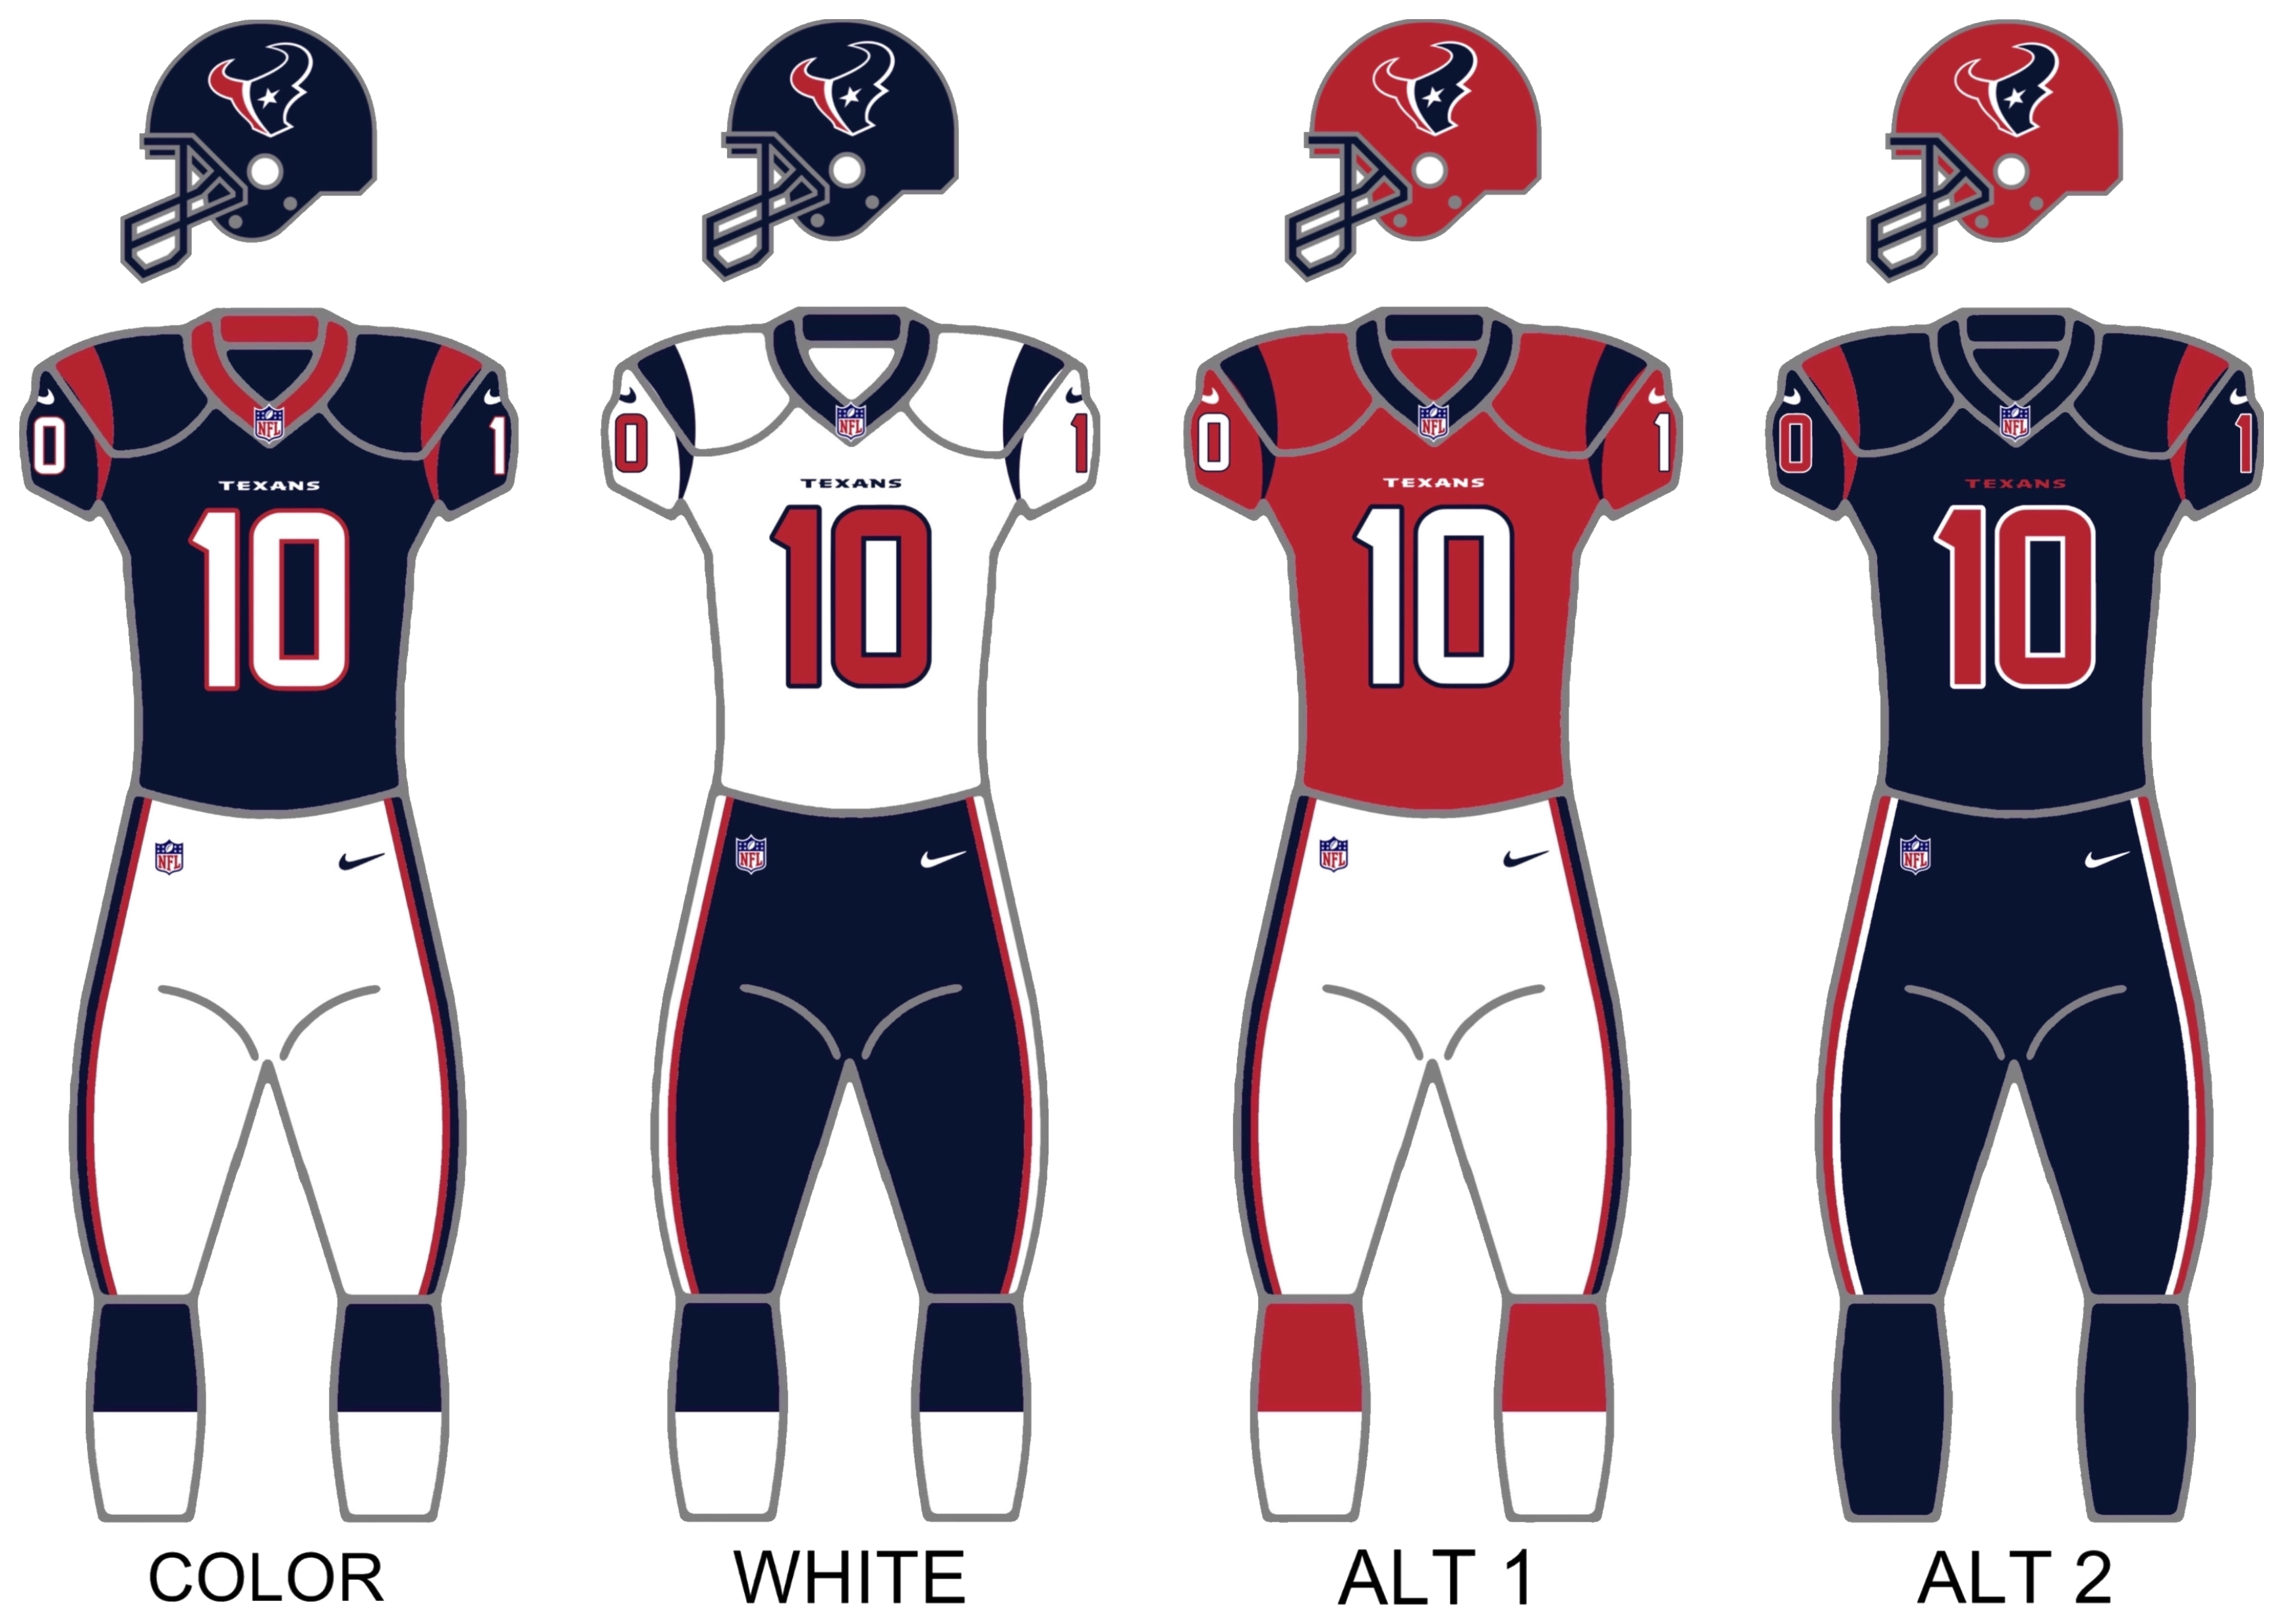 0 1 0 1 0 1 0 1
NFL NFL NFL NFL
TEXANS TEXANS TEXANS TEXANS
10 10 10 10
NFL NFL NFL NFL
COLOR WHITE ALT 1 ALT 2